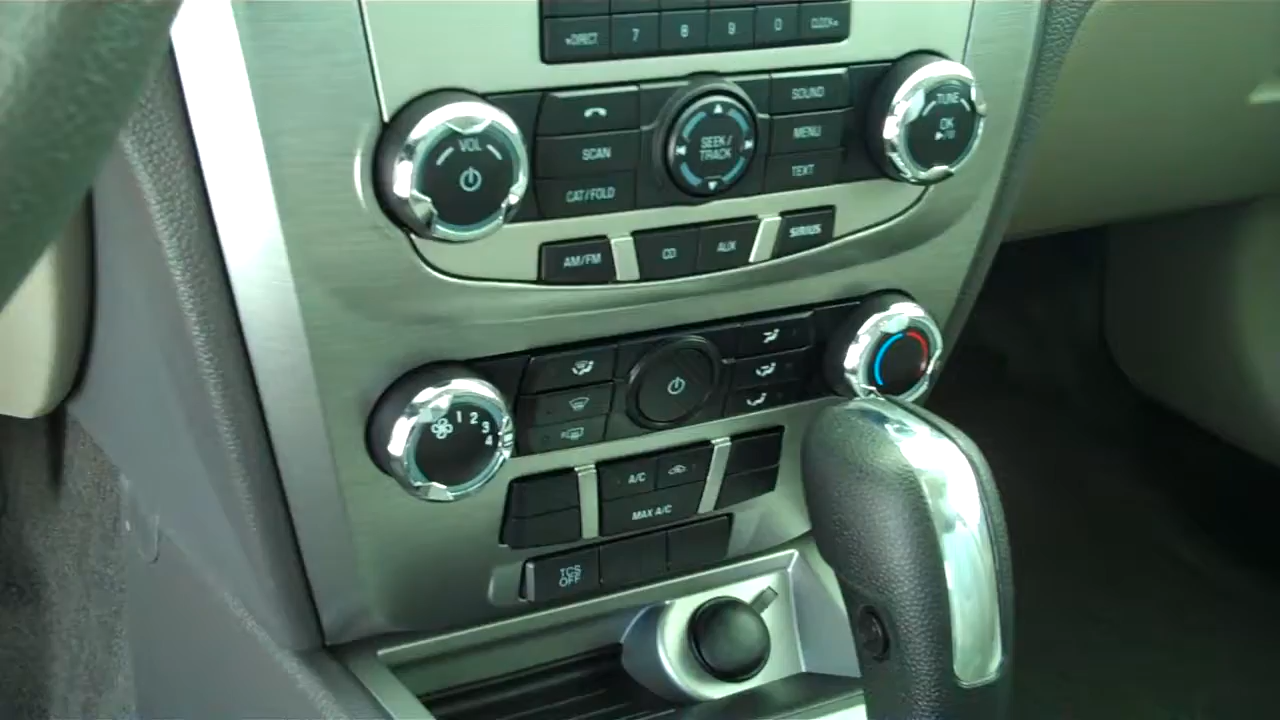 DIRECT 7 8 9 0 CLOCK
SOUND
VOL
SCAN
SEEK/
TRACK
MENU
TUNE
OK
CAT/FOLD
TEXT
AM/FM
CD
AUX
SIRIUS
1 2 3 4
R
A/C
MAX A/C
TCS
OFF